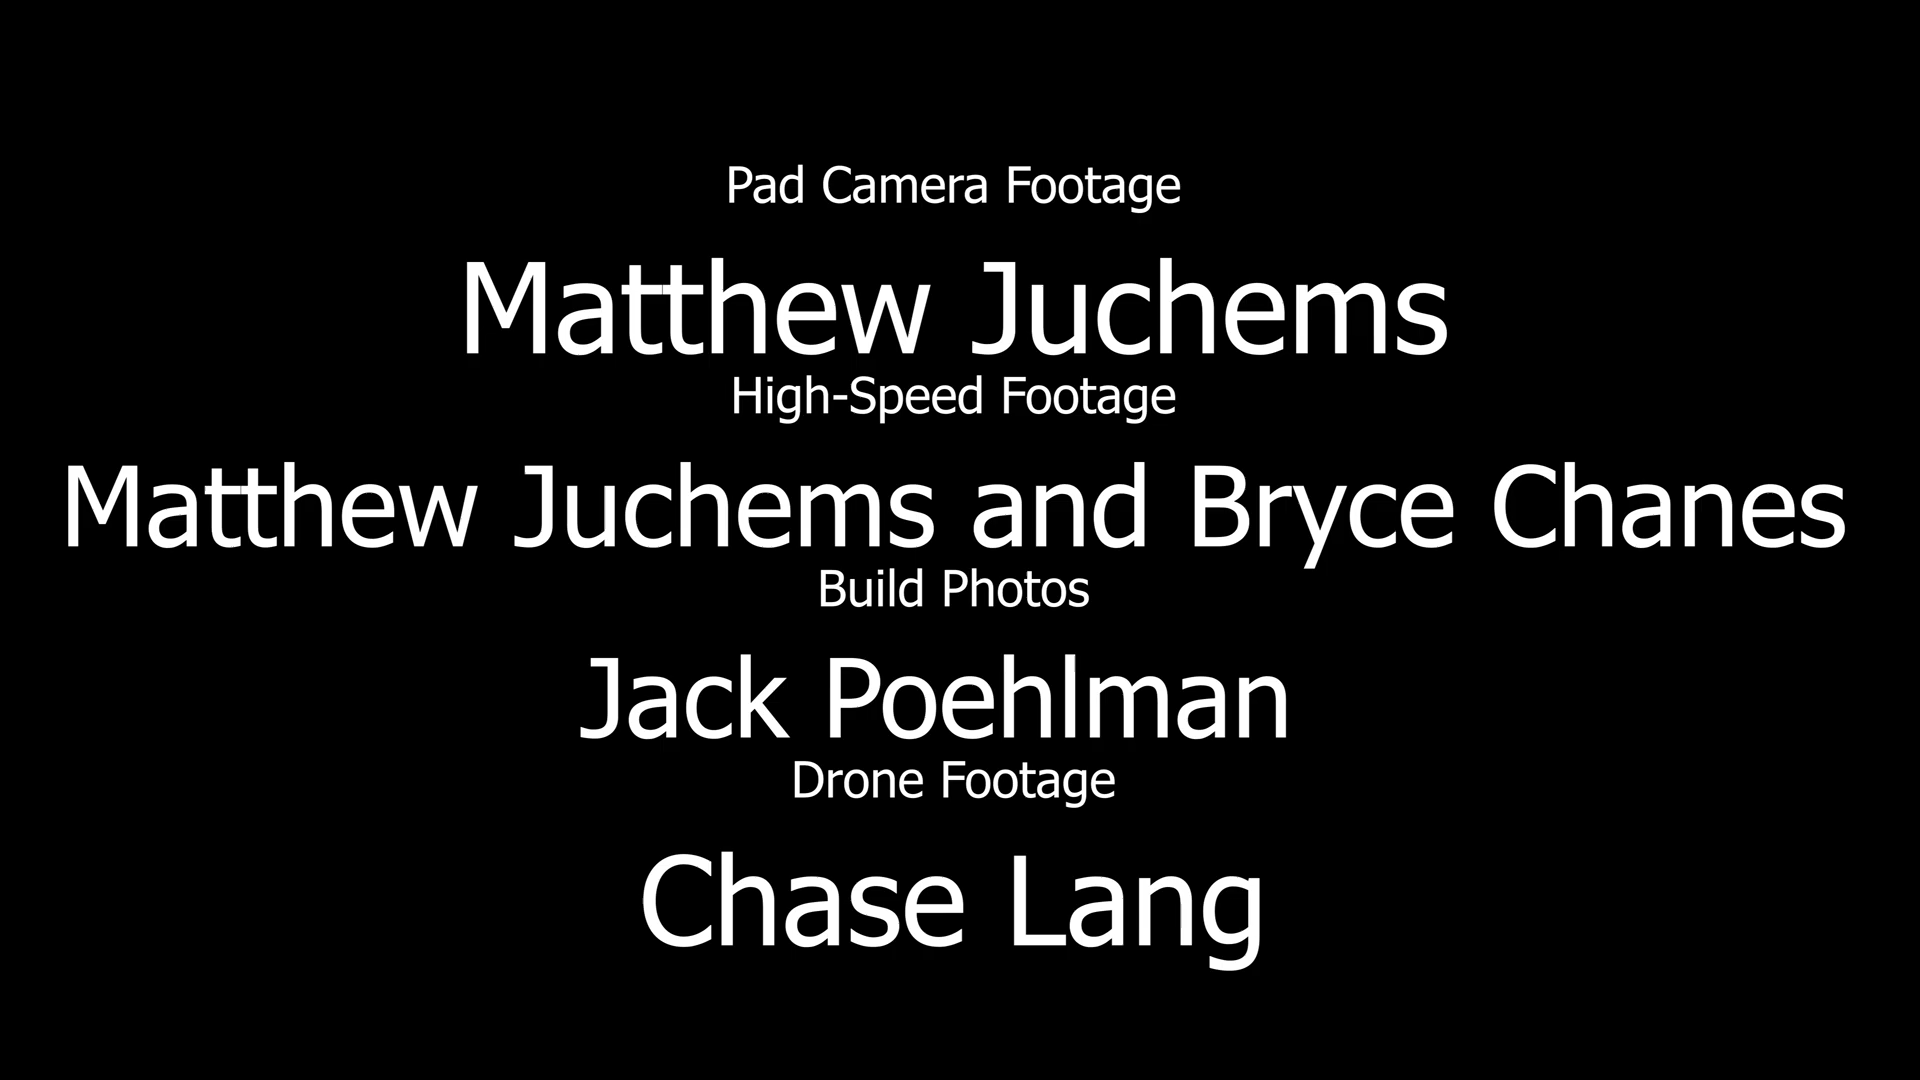 Pad Camera Footage
Matthew Juchems
High-Speed Footage
Matthew Juchems and Bryce Chanes
Build Photos
Jack Poehlman
Drone Footage
Chase Lang